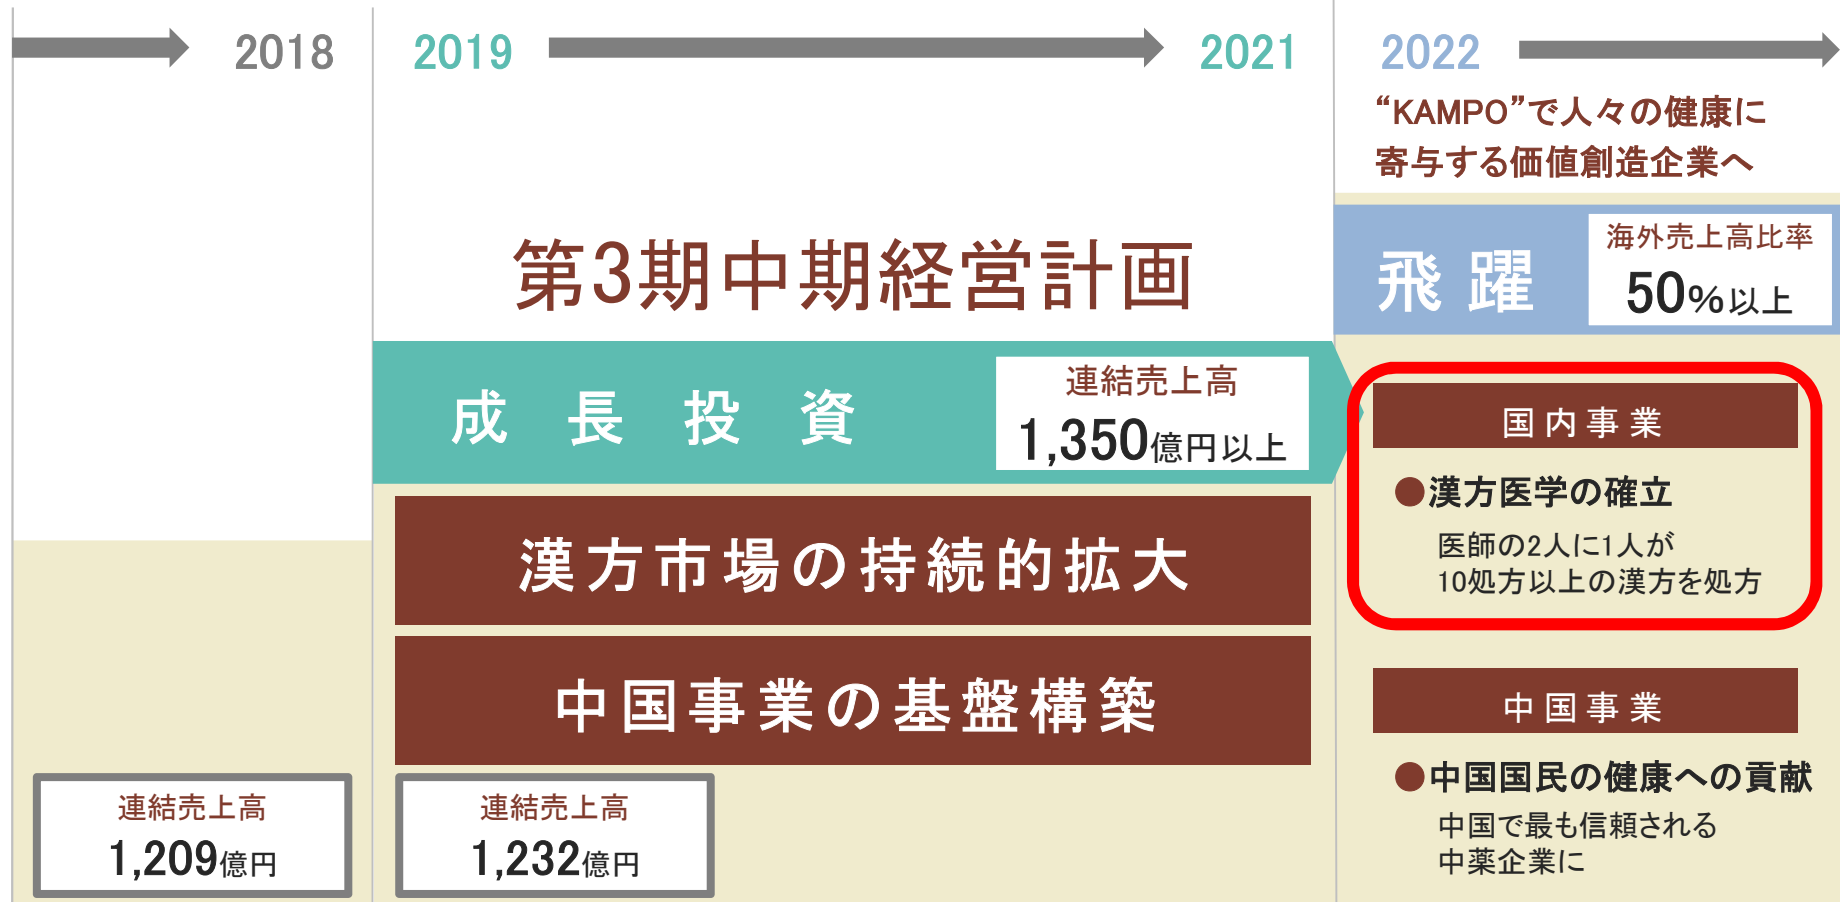 2018
2019
2021
2022
“KAMPO”で人々の健康に
寄与する価値創造企業へ
第3期中期経営計画
飛躍
海外売上高比率
50%以上
成長投資
連結売上高
1,350億円以上
国内事業
●漢方医学の確立
医師の2人に1人が
10処方以上の漢方を処方
漢方市場の持続的拡大
中国事業の基盤構築
中国事業
●中国国民の健康への貢献
中国で最も信頼される
中薬企業に
連結売上高
1,209億円
連結売上高
1,232億円